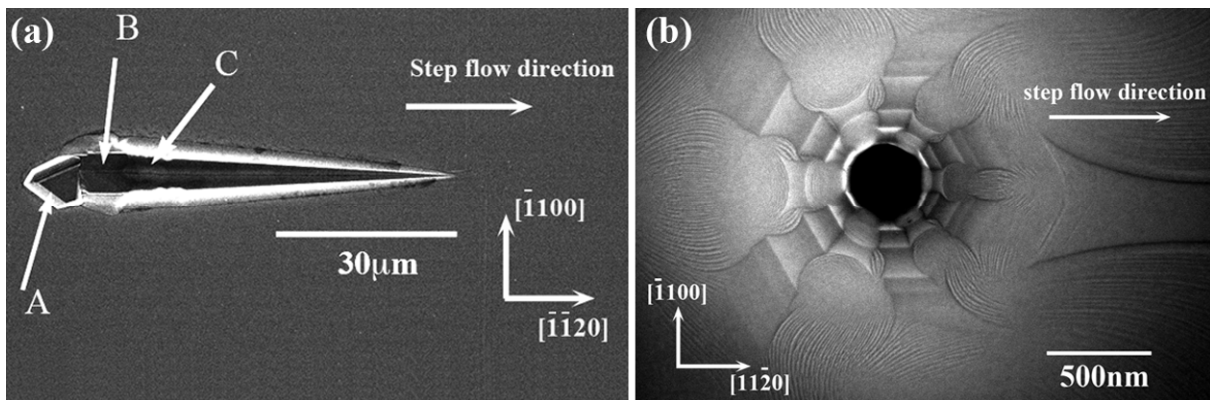 (a)
B
C
Step flow direction
A
[1̄100]
30μm
[1̄1̄20]
(b)
step flow direction
[1̄100]
[112̄0]
500nm